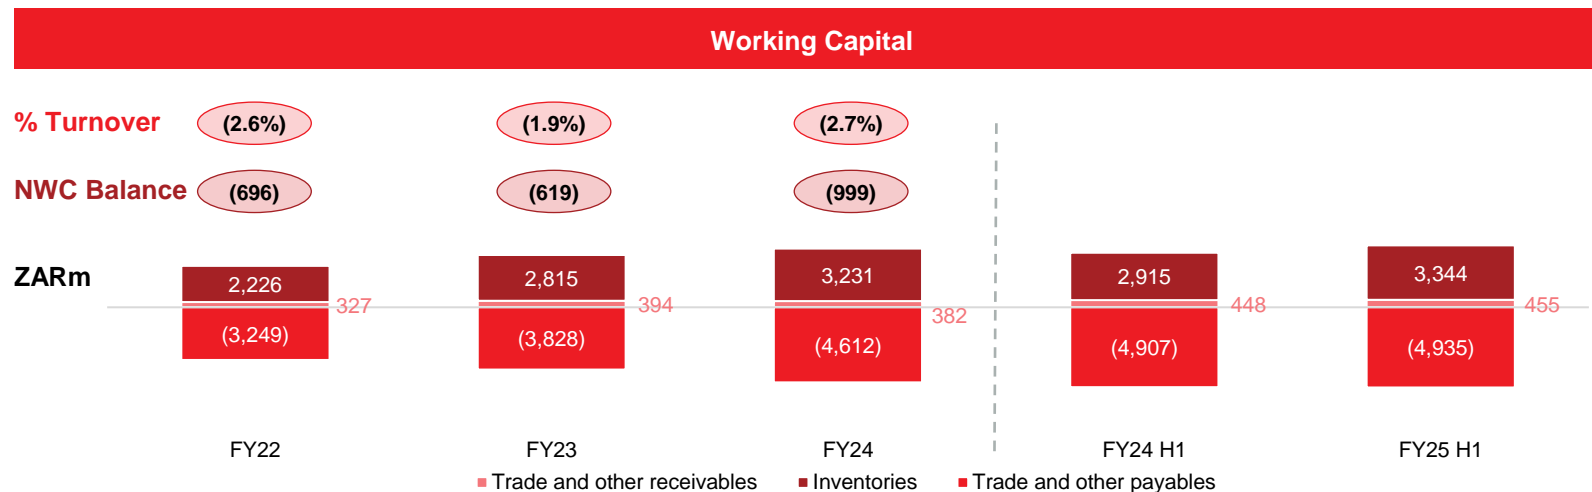 Working Capital
% Turnover (2.6%) (1.9%) (2.7%)
NWC Balance (696) (619) (999)
ZARm
2,226 2,815 3,231 2,915 3,344
327 394 382 448 455
(3,249) (3,828) (4,612) (4,907) (4,935)
FY22 FY23 FY24 FY24 H1 FY25 H1
Trade and other receivables Inventories Trade and other payables